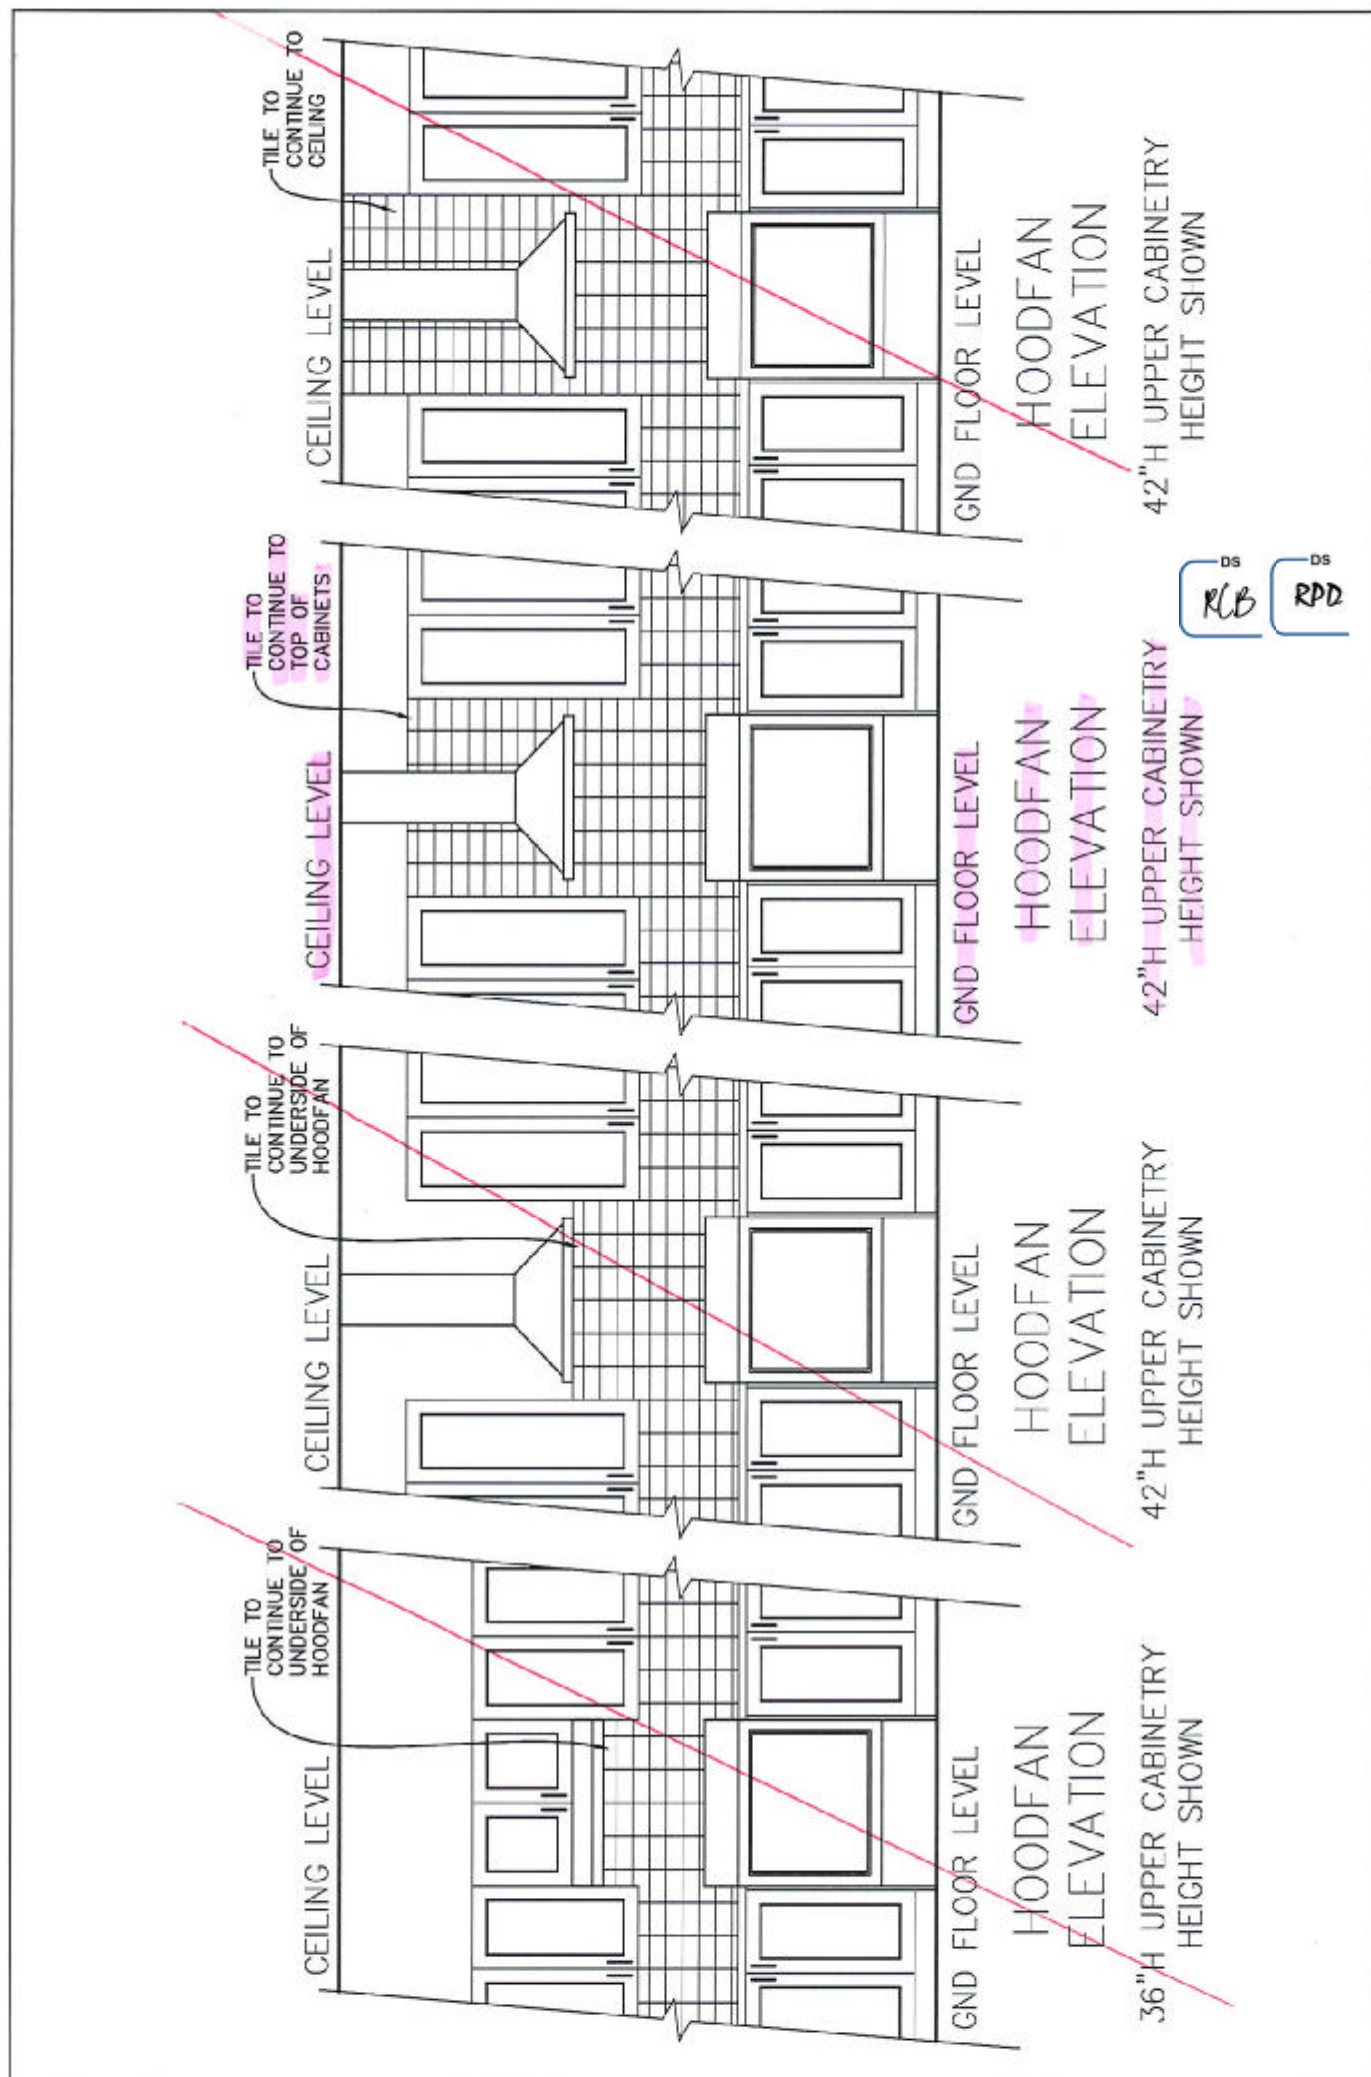 TILE TO
CONTINUE TO
UNDERSIDE OF
HOODFAN
CEILING LEVEL
GND FLOOR LEVEL
HOODFAN
ELEVATION
36"H UPPER CABINETRY
HEIGHT SHOWN
TILE TO
CONTINUE TO
UNDERSIDE OF
HOODFAN
CEILING LEVEL
GND FLOOR LEVEL
HOODFAN
ELEVATION
42"H UPPER CABINETRY
HEIGHT SHOWN
TILE TO
CONTINUE TO
TOP OF
CABINETS
CEILING LEVEL
GND FLOOR LEVEL
HOODFAN
ELEVATION
42"H UPPER CABINETRY
HEIGHT SHOWN
TILE TO
CONTINUE TO
CEILING
CEILING LEVEL
GND FLOOR LEVEL
HOODFAN
ELEVATION
42"H UPPER CABINETRY
HEIGHT SHOWN
DS
RCB
DS
RPD